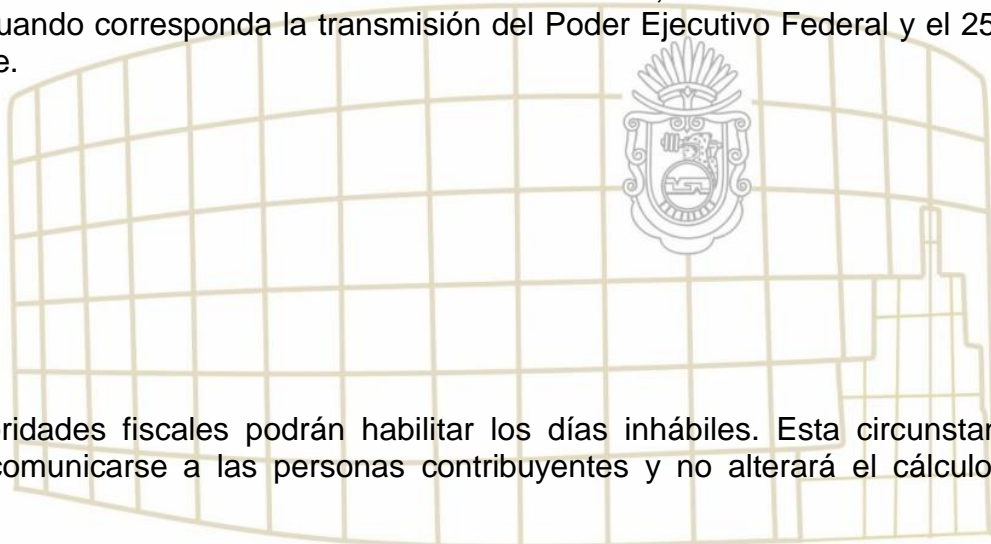 uando corresponda la transmisión del Poder Ejecutivo Federal y el 25
e.
ridades fiscales podrán habilitar los días inhábiles. Esta circunstan
comunicarse a las personas contribuyentes y no alterará el cálculo